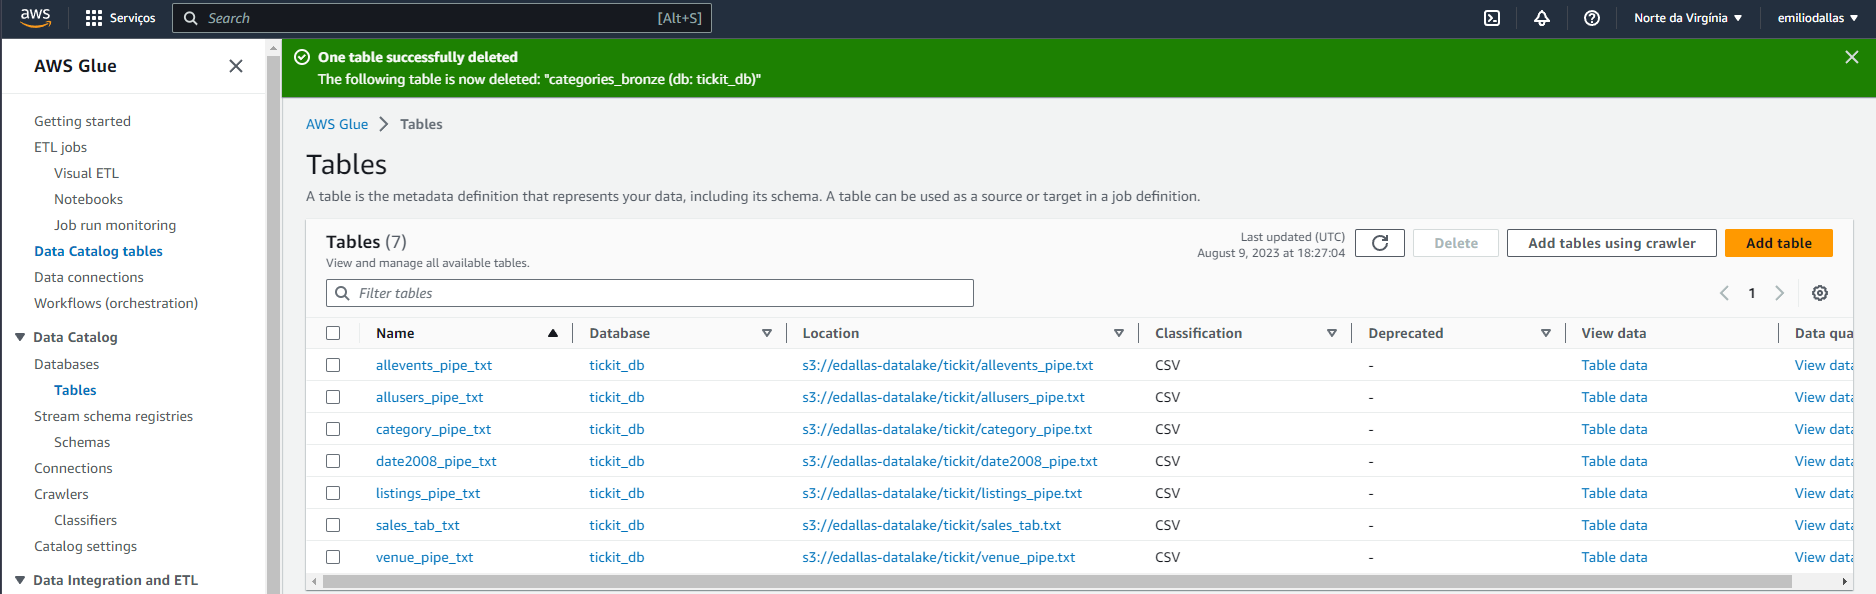 aws Serviços Search [Alt+S] Norte da Virgínia emiliodallas
AWS Glue
Getting started
ETL jobs
Visual ETL
Notebooks
Job run monitoring
Data Catalog tables
Data connections
Workflows (orchestration)
Data Catalog
Databases
Tables
Stream schema registries
Schemas
Connections
Crawlers
Classifiers
Catalog settings
Data Integration and ETL
One table successfully deleted
The following table is now deleted: "categories_bronze (db: tickit_db)"
AWS Glue > Tables
Tables
A table is the metadata definition that represents your data, including its schema. A table can be used as a source or target in a job definition.
Tables (7)
View and manage all available tables.
Last updated (UTC)
August 9, 2023 at 18:27:04
Delete Add tables using crawler Add table
Filter tables
1
Name Database Location Classification Deprecated View data Data qua
allevents_pipe_txt tickit_db s3://edallas-datalake/tickit/allevents_pipe.txt CSV - Table data View data
allusers_pipe_txt tickit_db s3://edallas-datalake/tickit/allusers_pipe.txt CSV - Table data View data
category_pipe_txt tickit_db s3://edallas-datalake/tickit/category_pipe.txt CSV - Table data View data
date2008_pipe_txt tickit_db s3://edallas-datalake/tickit/date2008_pipe.txt CSV - Table data View data
listings_pipe_txt tickit_db s3://edallas-datalake/tickit/listings_pipe.txt CSV - Table data View data
sales_tab_txt tickit_db s3://edallas-datalake/tickit/sales_tab.txt CSV - Table data View data
venue_pipe_txt tickit_db s3://edallas-datalake/tickit/venue_pipe.txt CSV - Table data View data